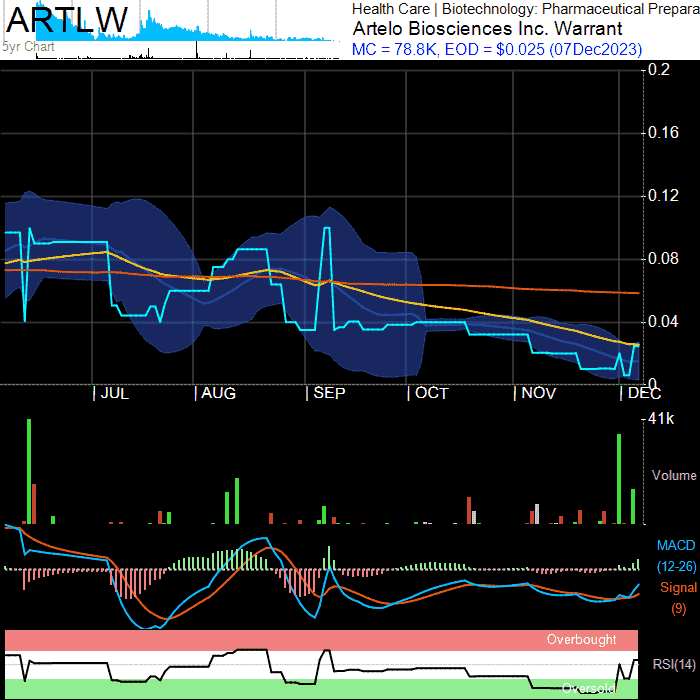 ARTLW
5yr Chart
Health Care | Biotechnology: Pharmaceutical Prepara
Artelo Biosciences Inc. Warrant
MC = 78.8K, EOD = $0.025 (07Dec2023)
0.2
0.16
0.12
0.08
0.04
0
| JUL | AUG | SEP | OCT | NOV | DEC
41k
Volume
MACD
(12-26)
Signal
(9)
Overbought
RSI(14)
Oversold